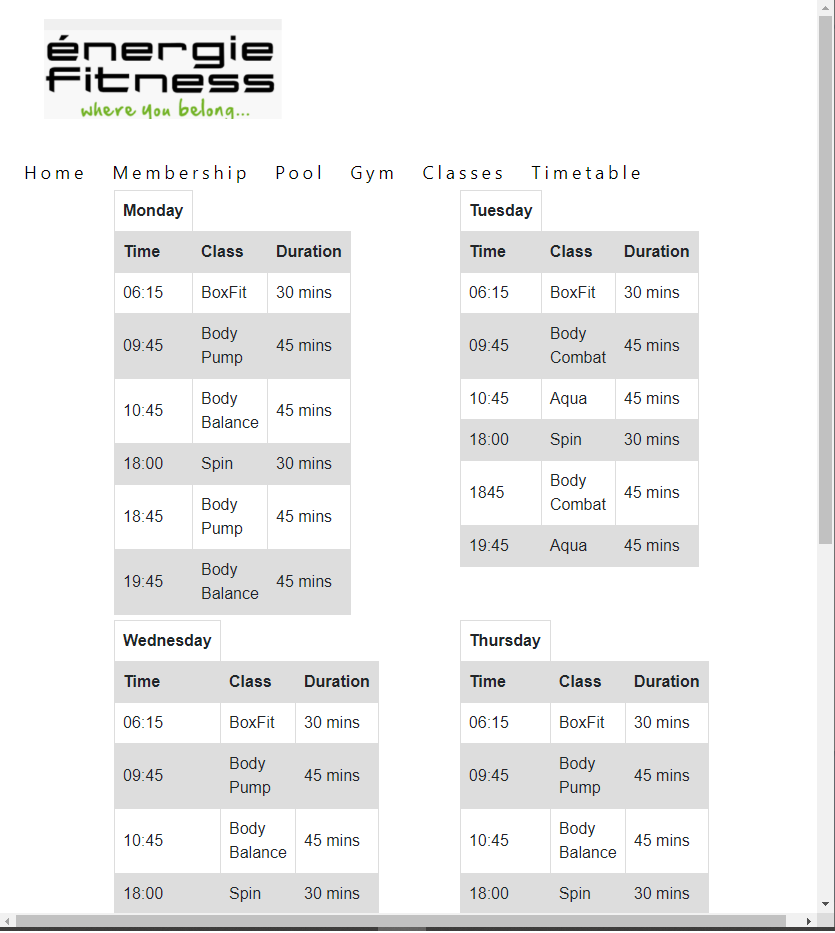 énergie
Fitness
where you belong...
Home Membership Pool Gym Classes Timetable
Monday
Time Class Duration
06:15 BoxFit 30 mins
09:45 Body Pump 45 mins
10:45 Body Balance 45 mins
18:00 Spin 30 mins
18:45 Body Pump 45 mins
19:45 Body Balance 45 mins
Tuesday
Time Class Duration
06:15 BoxFit 30 mins
09:45 Body Combat 45 mins
10:45 Aqua 45 mins
18:00 Spin 30 mins
1845 Body Combat 45 mins
19:45 Aqua 45 mins
Wednesday
Time Class Duration
06:15 BoxFit 30 mins
09:45 Body Pump 45 mins
10:45 Body Balance 45 mins
18:00 Spin 30 mins
Thursday
Time Class Duration
06:15 BoxFit 30 mins
09:45 Body Pump 45 mins
10:45 Body Balance 45 mins
18:00 Spin 30 mins